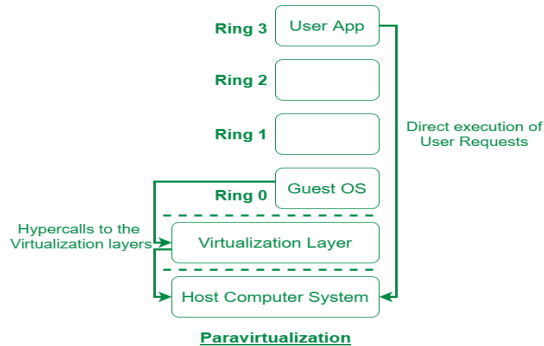 Ring 3
User App
Ring 2
Ring 1
Direct execution of
User Requests
Ring 0
Guest OS
Hypercalls to the
Virtualization layers
Virtualization Layer
Host Computer System
Paravirtualization